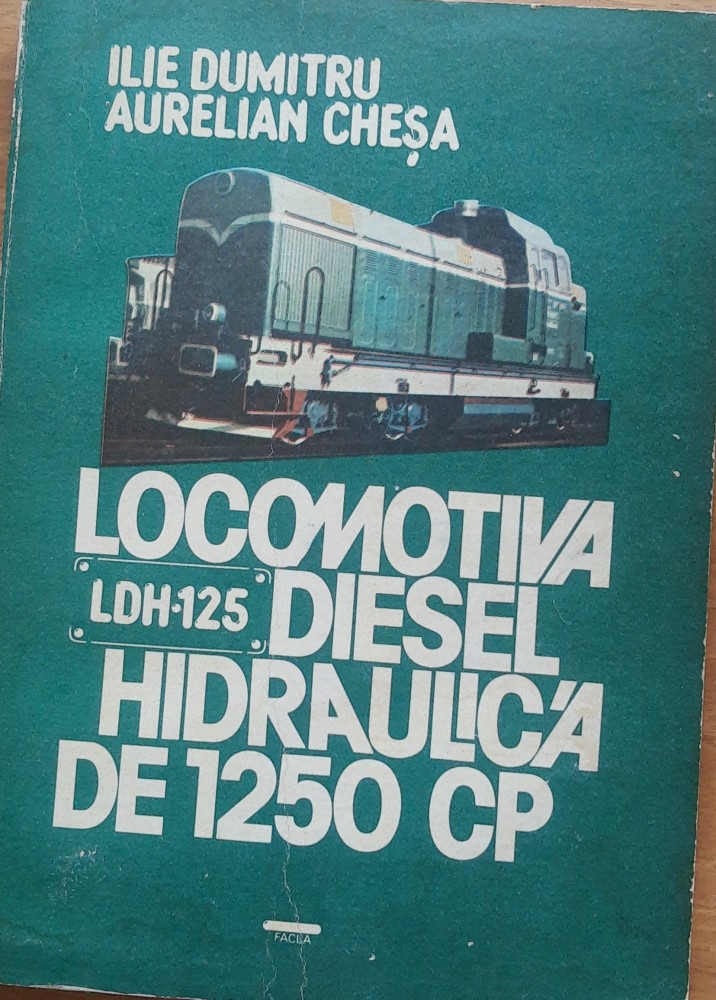 ILIE DUMITRU
AURELIAN CHEȘA
LOCOMOTIVA
LDH·125 DIESEL
HIDRAULICĂ
DE 1250 CP
FACLA